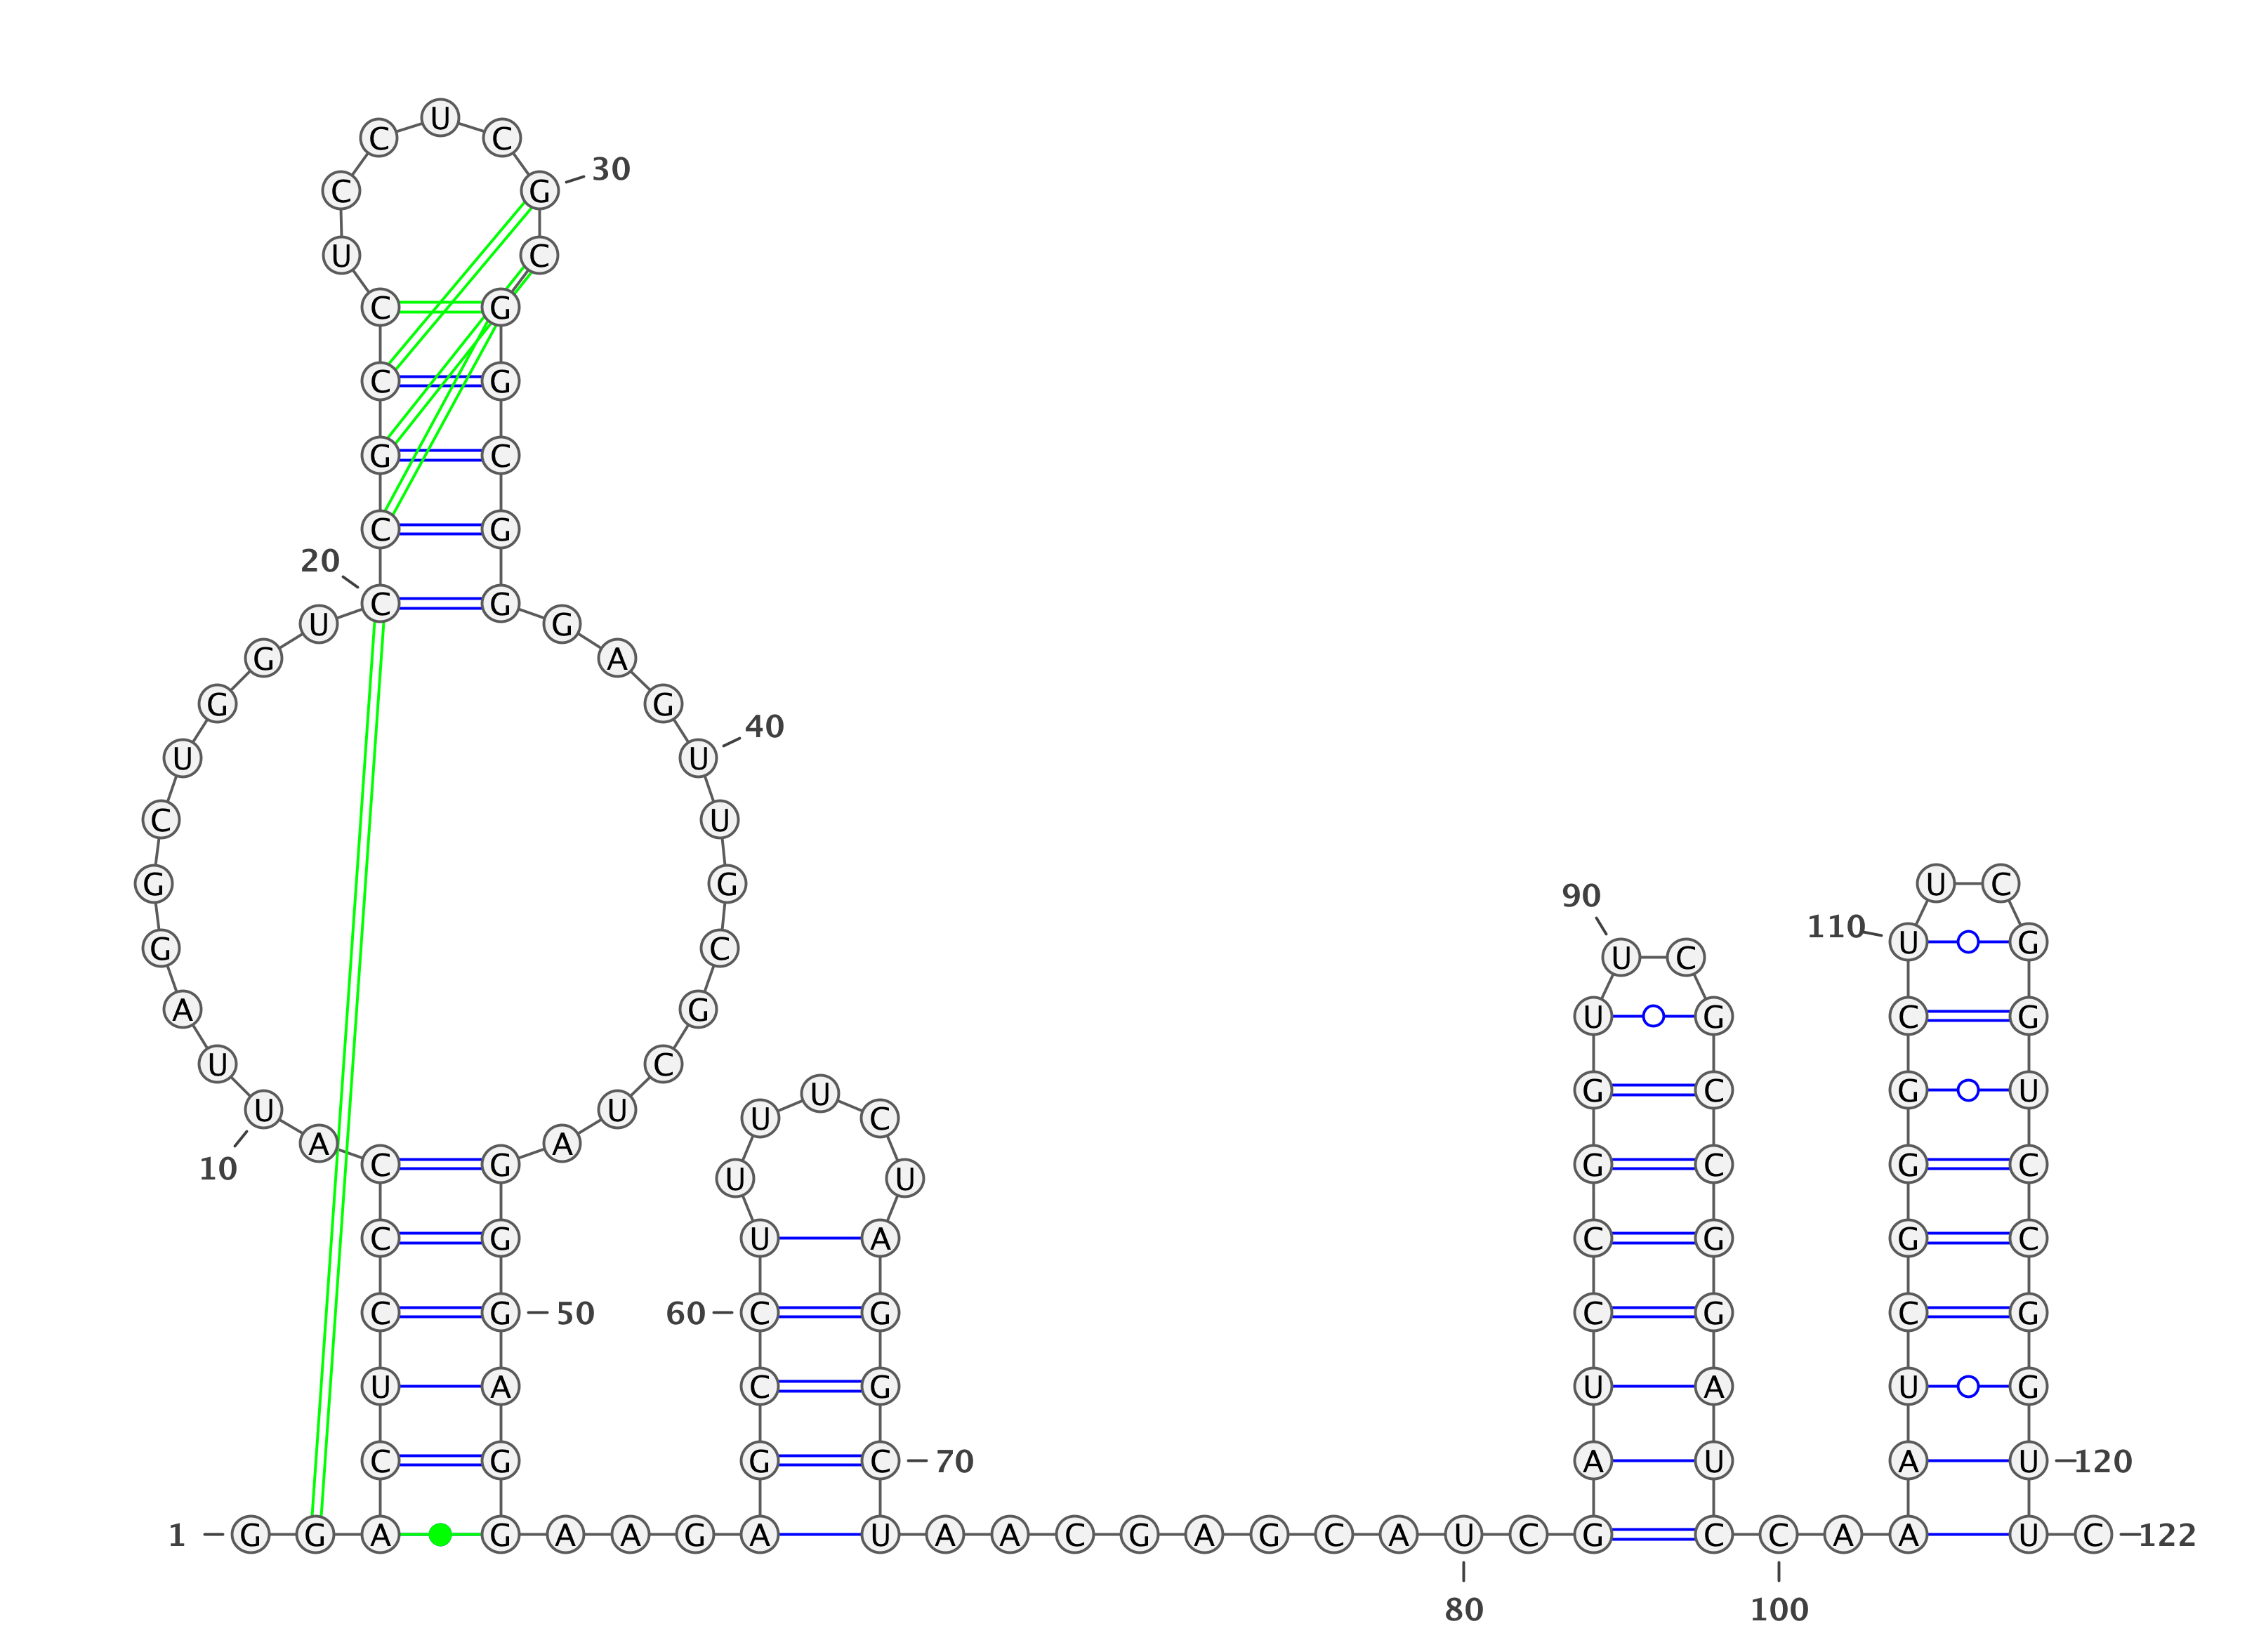 U
C C
30
C G
U C
C G
C G
G C
C G
20
C G
U G
G A
G G
40
U U
C U
G G U C
90
110 U G
G C
U C
A G U G C G
U C
U G C G U
U U U C
A A
10 C G U U G C G C
C G U A C G G C
C G 50 60 C G C G C G
U A C G U A U G
C G G C 70 A U A U 120
1 G G A G A A G A U A A C G A G C A U C G C C A A U C 122
80 100